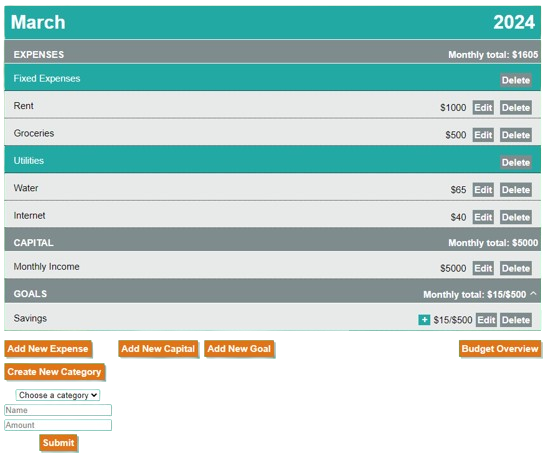 March 2024
EXPENSES Monthly total: $1605
Fixed Expenses Delete
Rent $1000 Edit Delete
Groceries $500 Edit Delete
Utilities Delete
Water $65 Edit Delete
Internet $40 Edit Delete
CAPITAL Monthly total: $5000
Monthly Income $5000 Edit Delete
GOALS Monthly total: $15/$500
Savings + $15/$500 Edit Delete
Add New Expense Add New Capital Add New Goal Budget Overview
Create New Category
Choose a category
Name
Amount
Submit